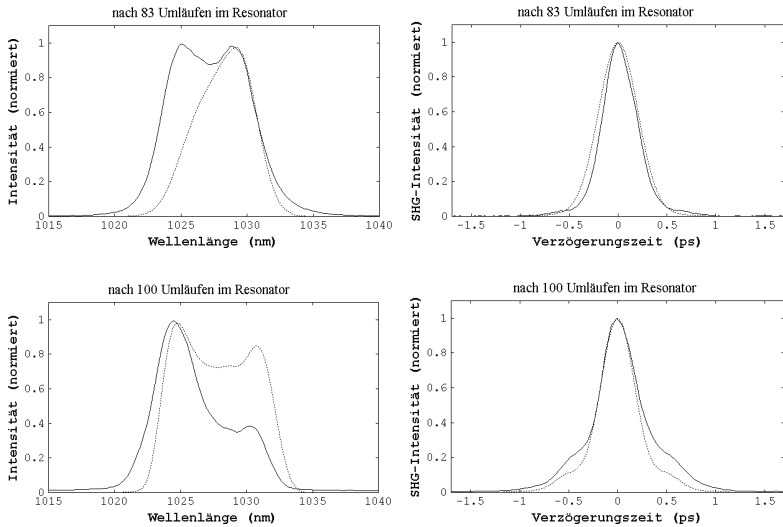 nach 83 Umläufen im Resonator
Intensität (normiert)
1
0.8
0.6
0.4
0.2
0
1015 1020 1025 1030 1035 1040
Wellenlänge (nm)
nach 83 Umläufen im Resonator
SHG-Intensität (normiert)
1
0.8
0.6
0.4
0.2
0
-1.5 -1 -0.5 0 0.5 1 1.5
Verzögerungszeit (ps)
nach 100 Umläufen im Resonator
Intensität (normiert)
1
0.8
0.6
0.4
0.2
0
1015 1020 1025 1030 1035 1040
Wellenlänge (nm)
nach 100 Umläufen im Resonator
SHG-Intensität (normiert)
1
0.8
0.6
0.4
0.2
0
-1.5 -1 -0.5 0 0.5 1 1.5
Verzögerungszeit (ps)